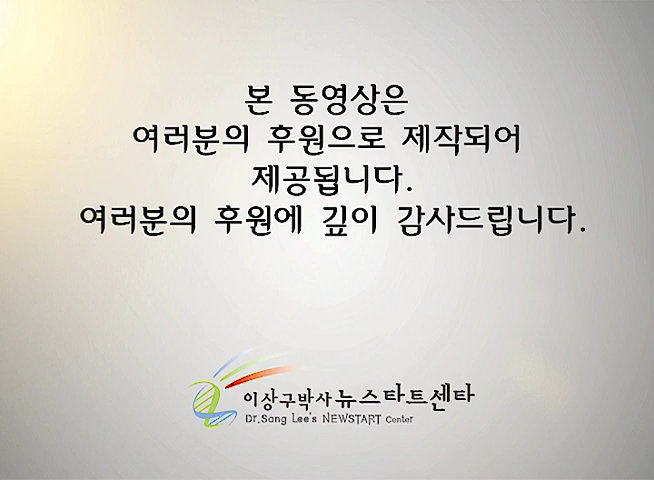 본 동영상은
여러분의 후원으로 제작되어
제공됩니다.
여러분의 후원에 깊이 감사드립니다.
이상구박사 뉴스타트센타
Dr.Sang Lee's NEWSTART Center